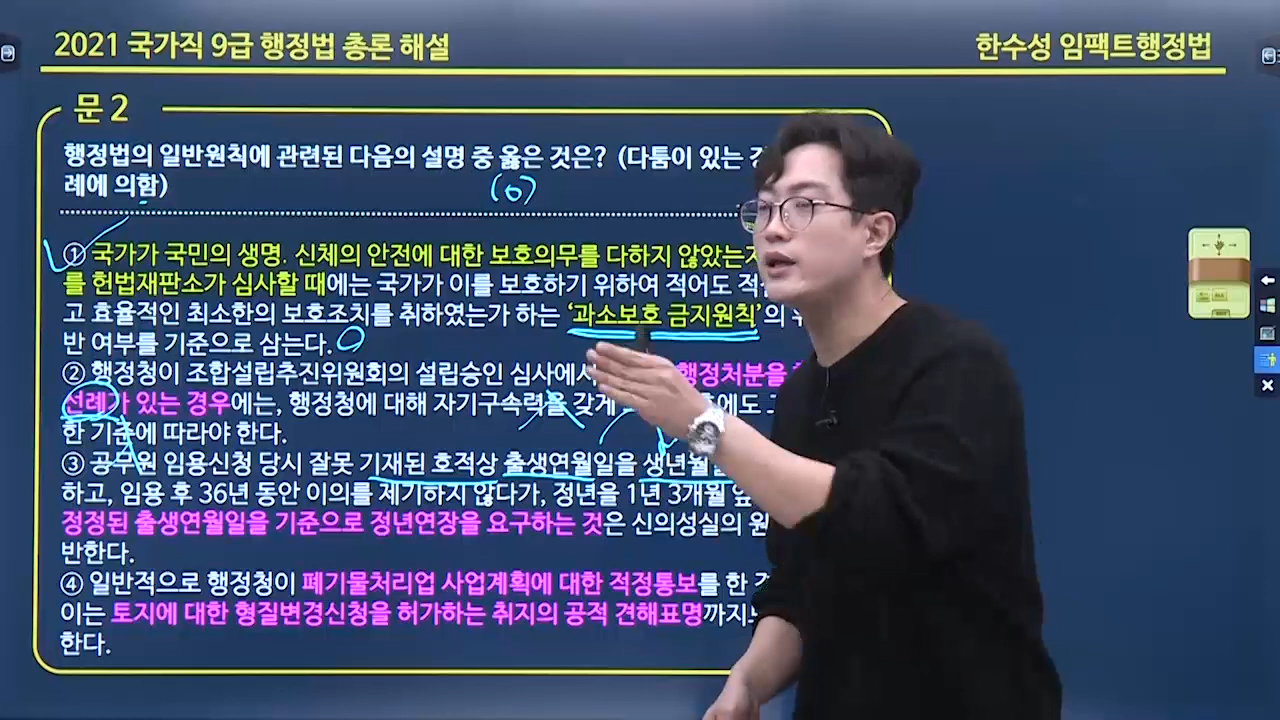 2021 국가직 9급 행정법 총론 해설
한수성 임팩트행정법
문 2
행정법의 일반원칙에 관련된 다음의 설명 중 옳은 것은? (다툼이 있는
례에 의함)
(o)
① 국가가 국민의 생명. 신체의 안전에 대한 보호의무를 다하지 않았는
를 헌법재판소가 심사할 때에는 국가가 이를 보호하기 위하여 적어도
고 효율적인 최소한의 보호조치를 취하였는가 하는 ‘과소보호 금지원칙’의
반 여부를 기준으로 삼는다.
② 행정청이 조합설립추진위원회의 설립승인 심사에서 행정처분을
선례가 있는 경우에는, 행정청에 대해 자기구속력을 갖게
한 기준에 따라야 한다.
③ 공무원 임용신청 당시 잘못 기재된 호적상 출생연월일을 생년월
하고, 임용 후 36년 동안 이의를 제기하지 않다가, 정년을 1년 3개월
정정된 출생연월일을 기준으로 정년연장을 요구하는 것은 신의성실의
반한다.
④ 일반적으로 행정청이 폐기물처리업 사업계획에 대한 적정통보를 한
이는 토지에 대한 형질변경신청을 허가하는 취지의 공적 견해표명까지
한다.